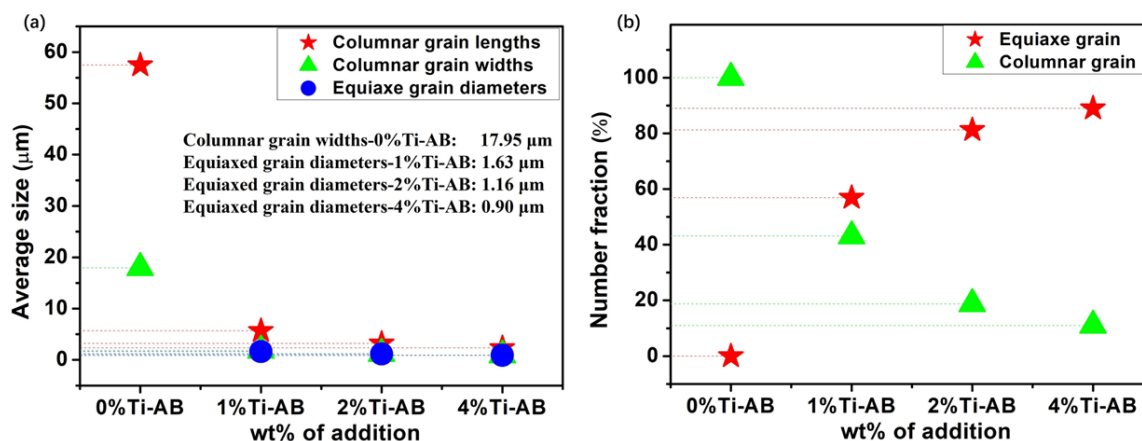 (a)
Columnar grain lengths
Columnar grain widths
Equiaxe grain diameters
Columnar grain widths-0%Ti-AB: 17.95 μm
Equiaxed grain diameters-1%Ti-AB: 1.63 μm
Equiaxed grain diameters-2%Ti-AB: 1.16 μm
Equiaxed grain diameters-4%Ti-AB: 0.90 μm
Average size (μm)
60
50
40
30
20
10
0
0%Ti-AB 1%Ti-AB 2%Ti-AB 4%Ti-AB
wt% of addition
(b)
Equiaxe grain
Columnar grain
Number fraction (%)
100
80
60
40
20
0
0%Ti-AB 1%Ti-AB 2%Ti-AB 4%Ti-AB
wt% of addition